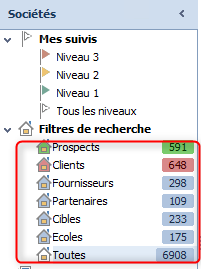 Sociétés
Mes suivis
Niveau 3
Niveau 2
Niveau 1
Tous les niveaux
Filtres de recherche
Prospects 591
Clients 648
Fournisseurs 298
Partenaires 109
Cibles 233
Ecoles 175
Toutes 6908